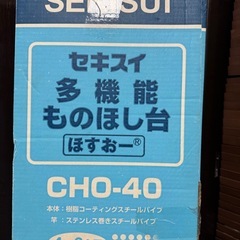 SEKISUI
セキスイ
多機能
ものほし台
ほすおー®
CHO-40
本体：樹脂コーティングスチールパイプ
竿：ステンレス巻きスチールパイプ